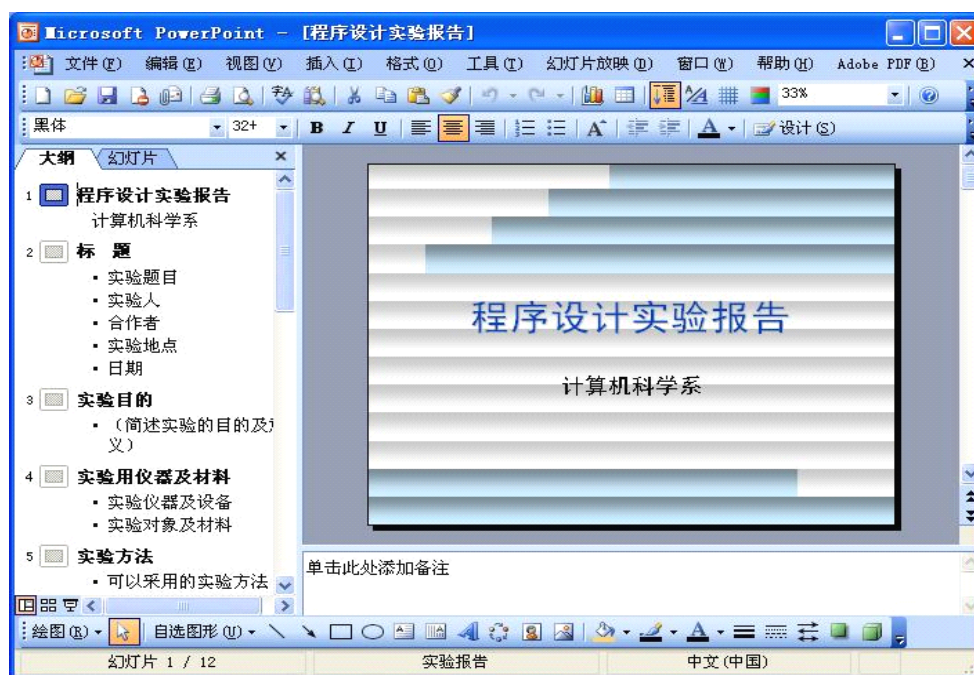 Microsoft PowerPoint - [程序设计实验报告]
文件(F) 编辑(E) 视图(V) 插入(I) 格式(O) 工具(T) 幻灯片放映(D) 窗口(W) 帮助(H) Adobe PDF(B)
33%
黑体 32+ B I U A A 设计(S)
大纲 幻灯片
1 程序设计实验报告
计算机科学系
2 标 题
▪ 实验题目
▪ 实验人
▪ 合作者
▪ 实验地点
▪ 日期
3 实验目的
▪ (简述实验的目的及
义)
4 实验用仪器及材料
▪ 实验仪器及设备
▪ 实验对象及材料
5 实验方法
▪ 可以采用的实验方法
程序设计实验报告
计算机科学系
单击此处添加备注
绘图(R) 自选图形(U) A
幻灯片 1 / 12 实验报告 中文(中国)